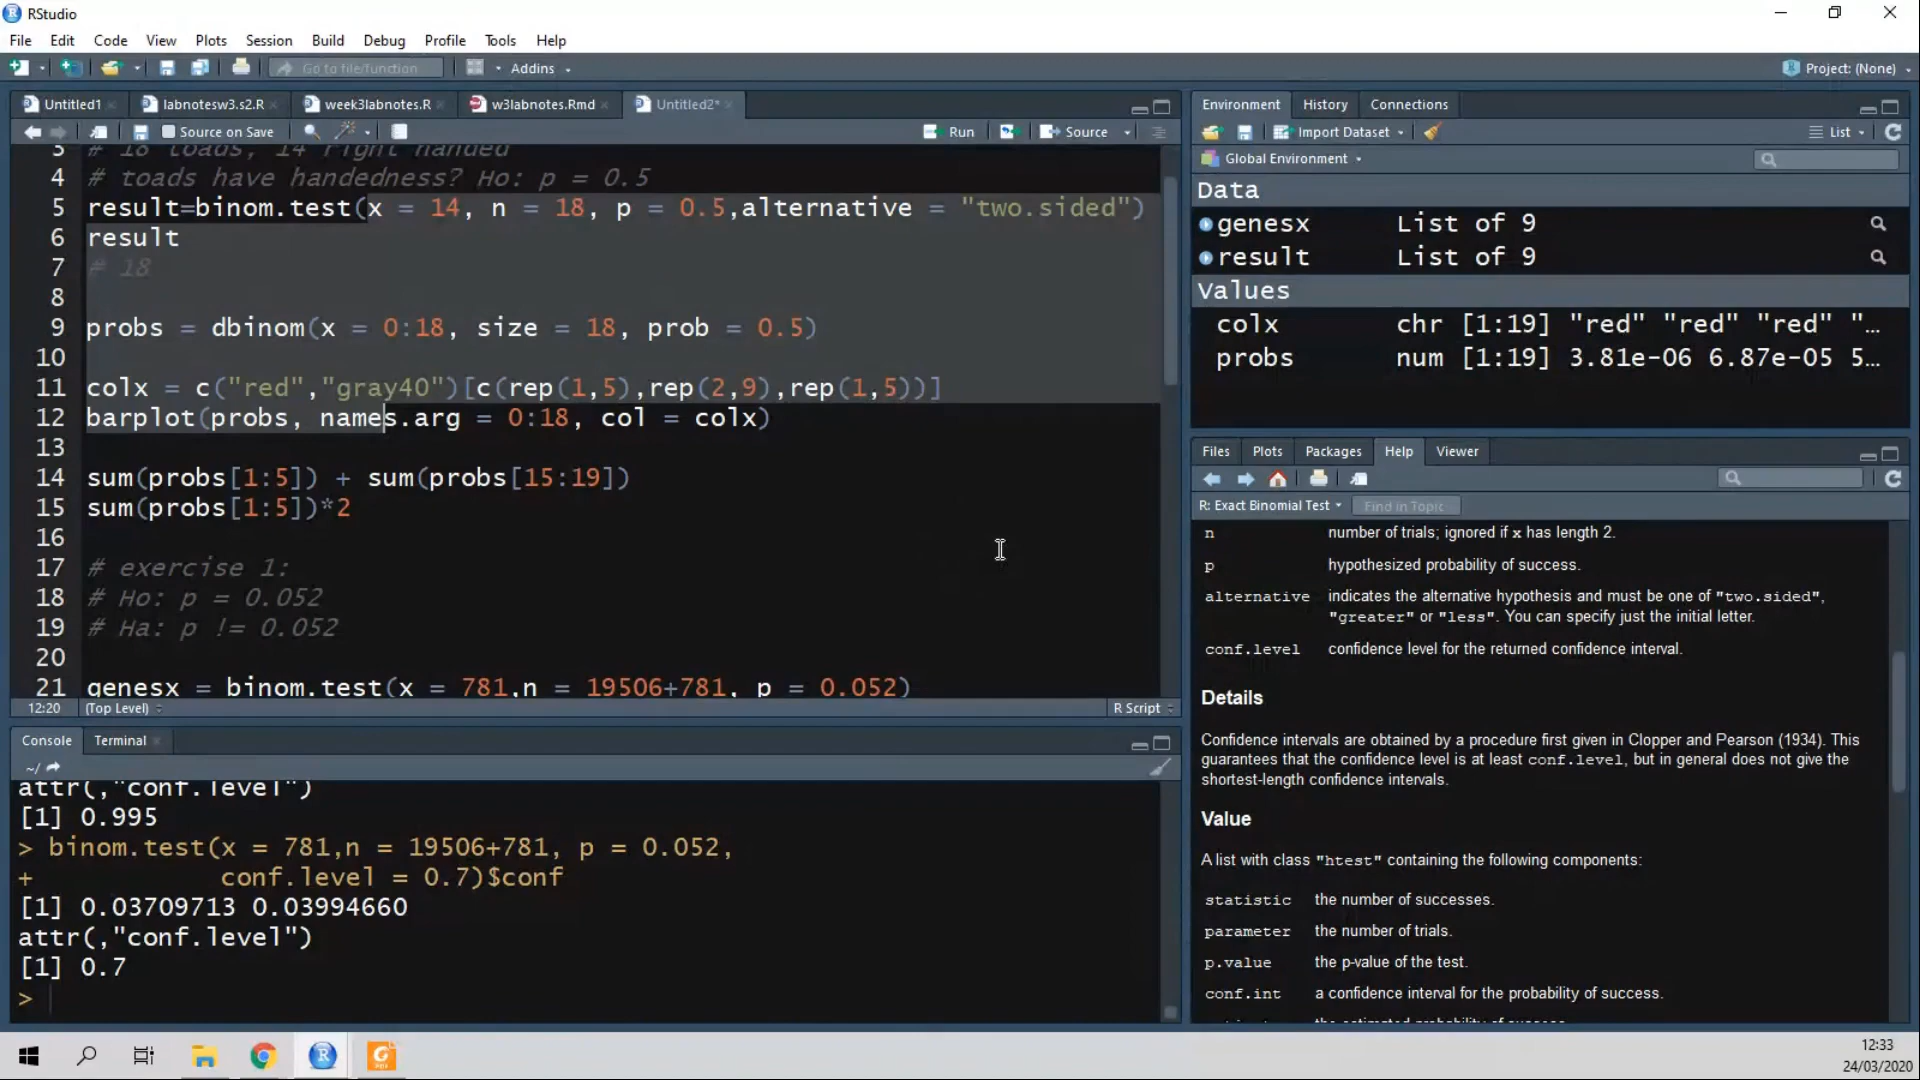 RStudio
File Edit Code View Plots Session Build Debug Profile Tools Help
Go to file/function Addins Project: (None)
Untitled1 labnotesw3.s2.R week3labnotes.R w3labnotes.Rmd Untitled2*
Source on Save Run Source
3 # 18 toads, 14 right handed
4 # toads have handedness? Ho: p = 0.5
5 result=binom.test(x = 14, n = 18, p = 0.5,alternative = "two.sided")
6 result
7 # 18
8
9 probs = dbinom(x = 0:18, size = 18, prob = 0.5)
10
11 colx = c("red","gray40")[c(rep(1,5),rep(2,9),rep(1,5))]
12 barplot(probs, names.arg = 0:18, col = colx)
13
14 sum(probs[1:5]) + sum(probs[15:19])
15 sum(probs[1:5])*2
16
17 # exercise 1:
18 # Ho: p = 0.052
19 # Ha: p != 0.052
20
21 genesx = binom.test(x = 781,n = 19506+781, p = 0.052)
12:20 (Top Level) R Script
Console Terminal
~/
attr(,"conf.level")
[1] 0.995
> binom.test(x = 781,n = 19506+781, p = 0.052,
+ conf.level = 0.7)$conf
[1] 0.03709713 0.03994660
attr(,"conf.level")
[1] 0.7
>
Environment History Connections
Import Dataset List
Global Environment
Data
genesx List of 9
result List of 9
Values
colx chr [1:19] "red" "red" "red" "…
probs num [1:19] 3.81e-06 6.87e-05 5…
Files Plots Packages Help Viewer
R: Exact Binomial Test Find in Topic
n number of trials; ignored if x has length 2.
p hypothesized probability of success.
alternative indicates the alternative hypothesis and must be one of "two.sided",
"greater" or "less". You can specify just the initial letter.
conf.level confidence level for the returned confidence interval.
Details
Confidence intervals are obtained by a procedure first given in Clopper and Pearson (1934). This
guarantees that the confidence level is at least conf.level, but in general does not give the
shortest-length confidence intervals.
Value
A list with class "htest" containing the following components:
statistic the number of successes.
parameter the number of trials.
p.value the p-value of the test.
conf.int a confidence interval for the probability of success.
12:33
24/03/2020